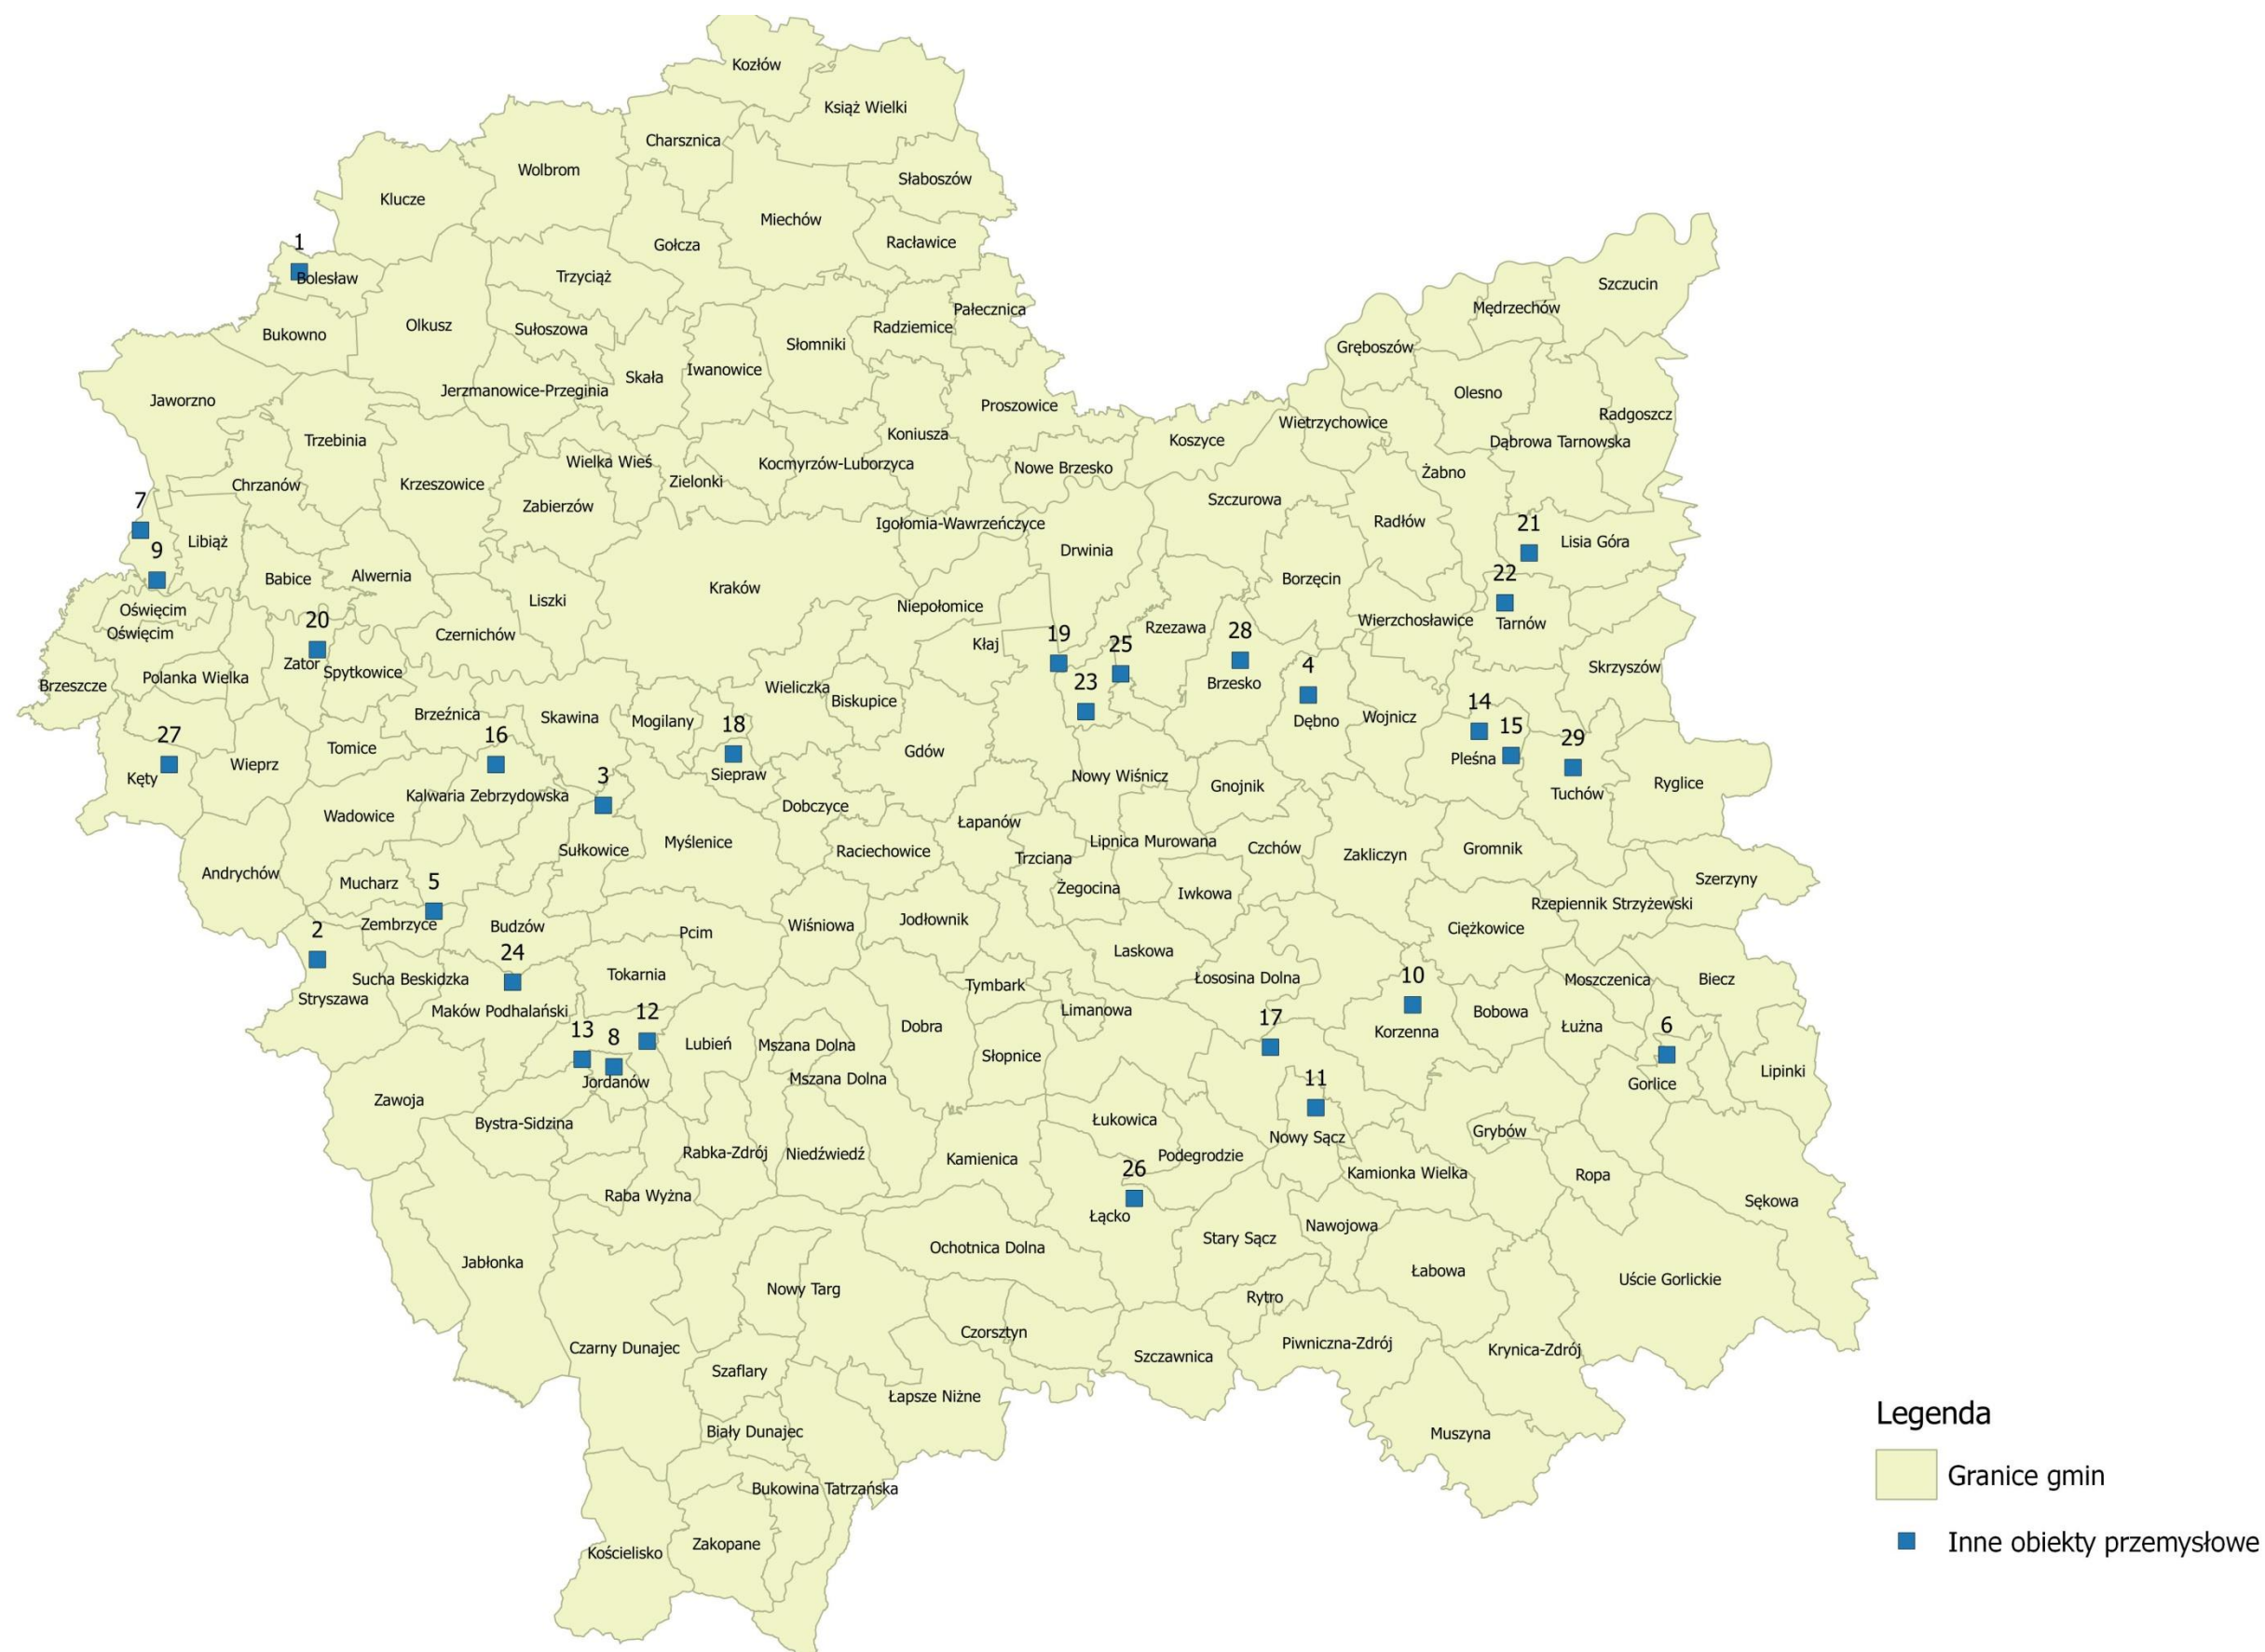 Kozłów
Książ Wielki
Charsznica
Wolbrom
Słaboszów
Klucze
Miechów
Racławice
Gołcza
1
Bolesław
Trzyciąż
Szczucin
Mędrzechów
Pałecznica
Olkusz
Sułoszowa
Radziemice
Bukowno
Słomniki
Gręboszów
Iwanowice
Skała
Jerzmanowice-Przeginia
Olesno
Jaworzno
Proszowice
Radgoszcz
Wietrzychowice
Koniusza
Trzebinia
Koszyce
Dąbrowa Tarnowska
Wielka Wieś
Kocmyrzów-Luborzyca
Nowe Brzesko
Żabno
Zielonki
Chrzanów
Krzeszowice
7
Szczurowa
Zabierzów
Igołomia-Wawrzeńczyce
Radłów
21
Libiąż
Lisia Góra
9
Drwinia
22
Babice
Alwernia
Borzęcin
Kraków
Liszki
Niepołomice
Oświęcim
20
Wierzchosławice
Tarnów
Oświęcim
Czernichów
19
Rzezawa
28
25
Kłaj
Zator
4
Skrzyszów
Spytkowice
Polanka Wielka
Brzeszcze
Wieliczka
23
Brzesko
Biskupice
14
Brzeźnica
Skawina
Mogilany
18
Dębno
Wojnicz
15
27
16
29
Tomice
Gdów
Pleśna
Wieprz
Kęty
3
Siepraw
Nowy Wiśnicz
Gnojnik
Ryglice
Kalwaria Zebrzydowska
Tuchów
Dobczyce
Wadowice
Łapanów
Myślenice
Lipnica Murowana
Sułkowice
Raciechowice
Trzciana
Czchów
Zakliczyn
Gromnik
Andrychów
Mucharz
5
Żegocina
Iwkowa
Szerzyny
Rzepiennik Strzyżewski
Zembrzyce
Budzów
Jodłownik
Wiśniowa
2
Pcim
Ciężkowice
24
Laskowa
Tokarnia
Sucha Beskidzka
Łososina Dolna
10
Moszczenica
Biecz
Tymbark
Stryszawa
Maków Podhalański
12
Limanowa
17
Bobowa
13
8
Dobra
Korzenna
Łużna
6
Lubień
Mszana Dolna
Słopnice
Lipinki
Jordanów
Mszana Dolna
11
Gorlice
Zawoja
Bystra-Sidzina
Łukowica
Grybów
Nowy Sącz
Rabka-Zdrój
Niedźwiedź
Kamienica
Podegrodzie
26
Kamionka Wielka
Ropa
Raba Wyżna
Sękowa
Łącko
Nawojowa
Stary Sącz
Ochotnica Dolna
Jabłonka
Łabowa
Uście Gorlickie
Nowy Targ
Rytro
Czorsztyn
Piwniczna-Zdrój
Czarny Dunajec
Krynica-Zdrój
Szczawnica
Szaflary
Łapsze Niżne
Biały Dunajec
Muszyna
Bukowina Tatrzańska
Zakopane
Kościelisko
Legenda
Granice gmin
Inne obiekty przemysłowe